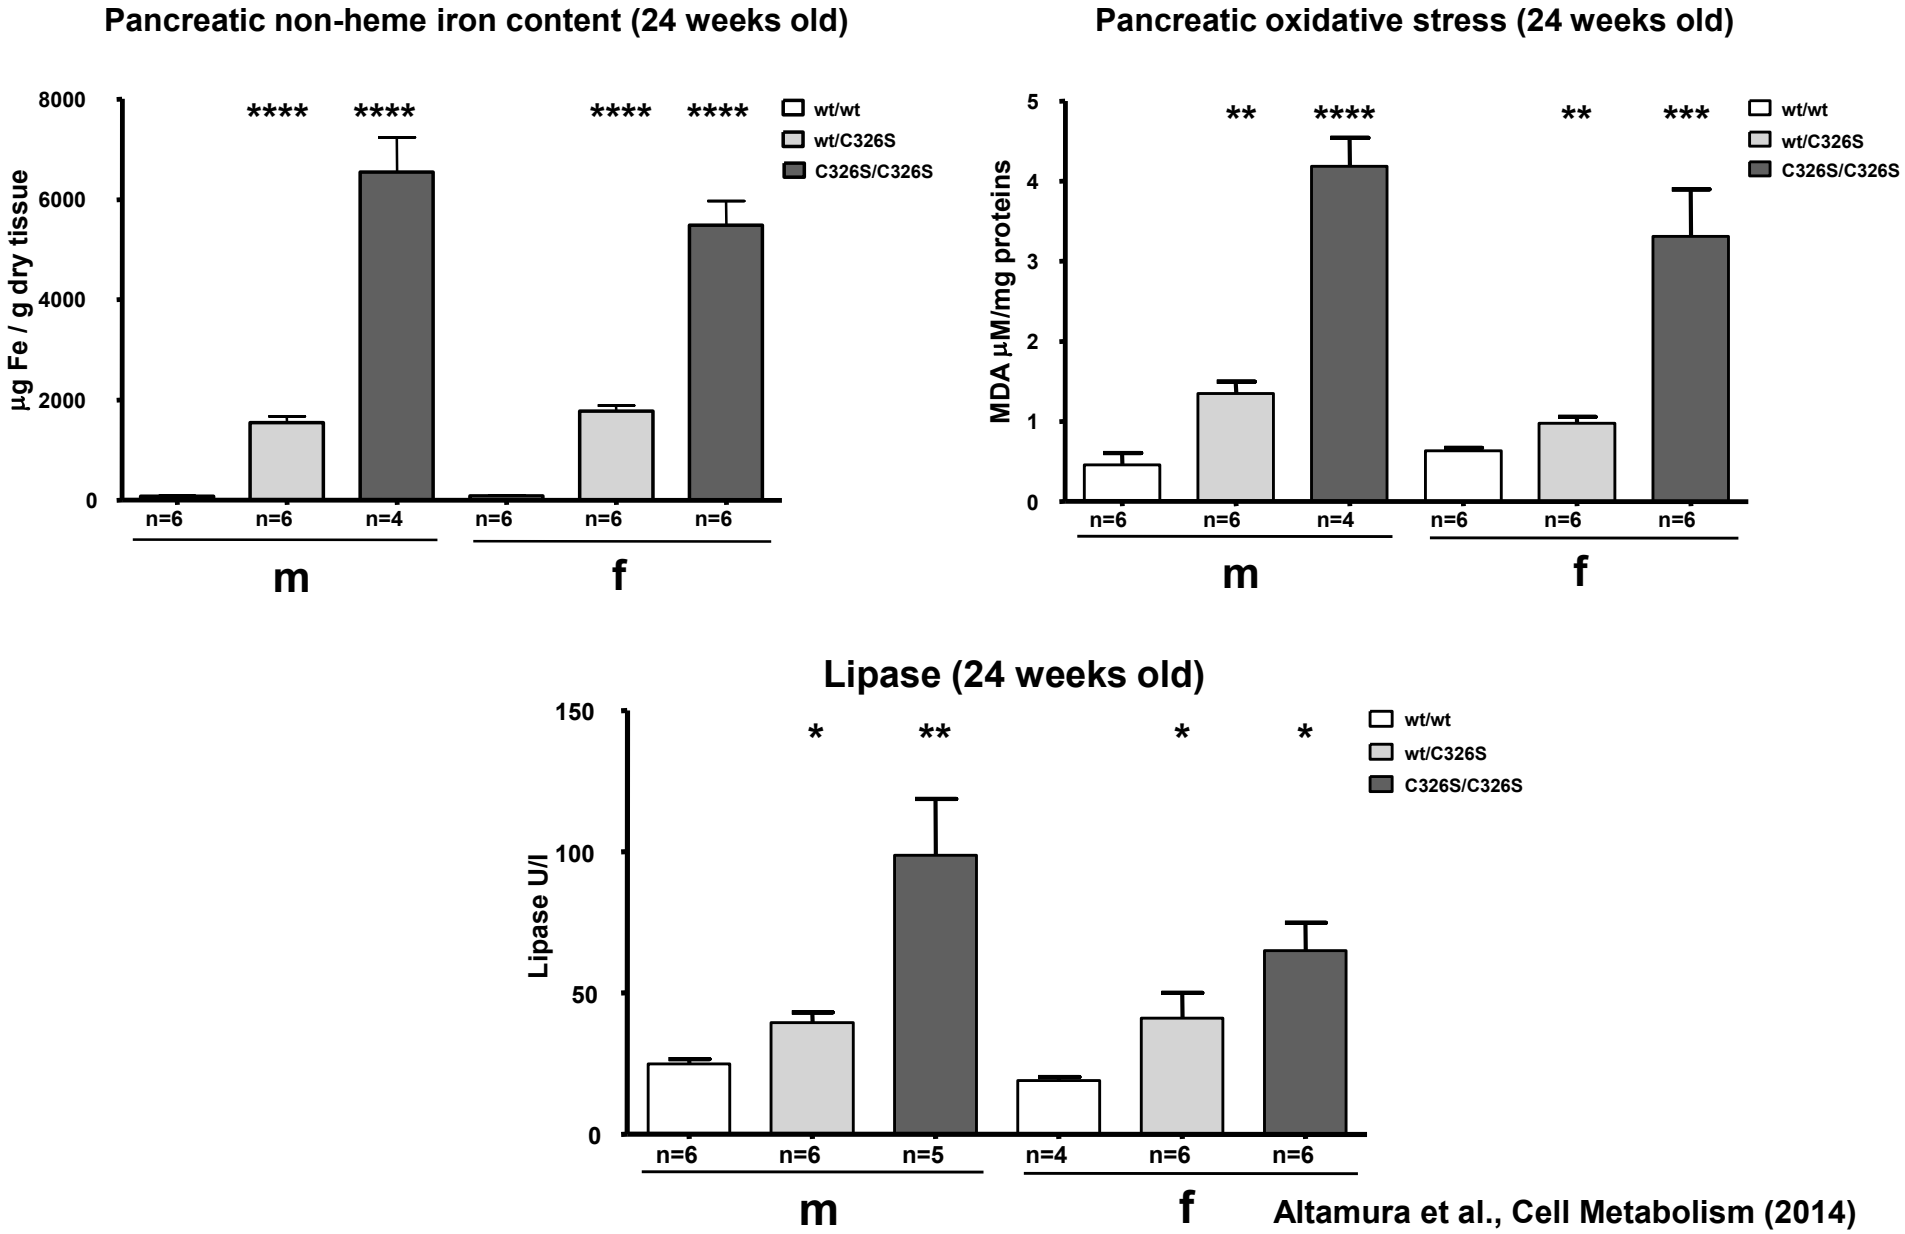 Pancreatic non-heme iron content (24 weeks old)
8000
6000
4000
2000
0
µg Fe / g dry tissue
**** **** **** ****
wt/wt
wt/C326S
C326S/C326S
n=6 n=6 n=4 n=6 n=6 n=6
m f
Pancreatic oxidative stress (24 weeks old)
5
4
3
2
1
0
MDA µM/mg proteins
** **** ** ***
wt/wt
wt/C326S
C326S/C326S
n=6 n=6 n=4 n=6 n=6 n=6
m f
Lipase (24 weeks old)
150
100
50
0
Lipase U/l
* ** * *
wt/wt
wt/C326S
C326S/C326S
n=6 n=6 n=5 n=4 n=6 n=6
m f
Altamura et al., Cell Metabolism (2014)